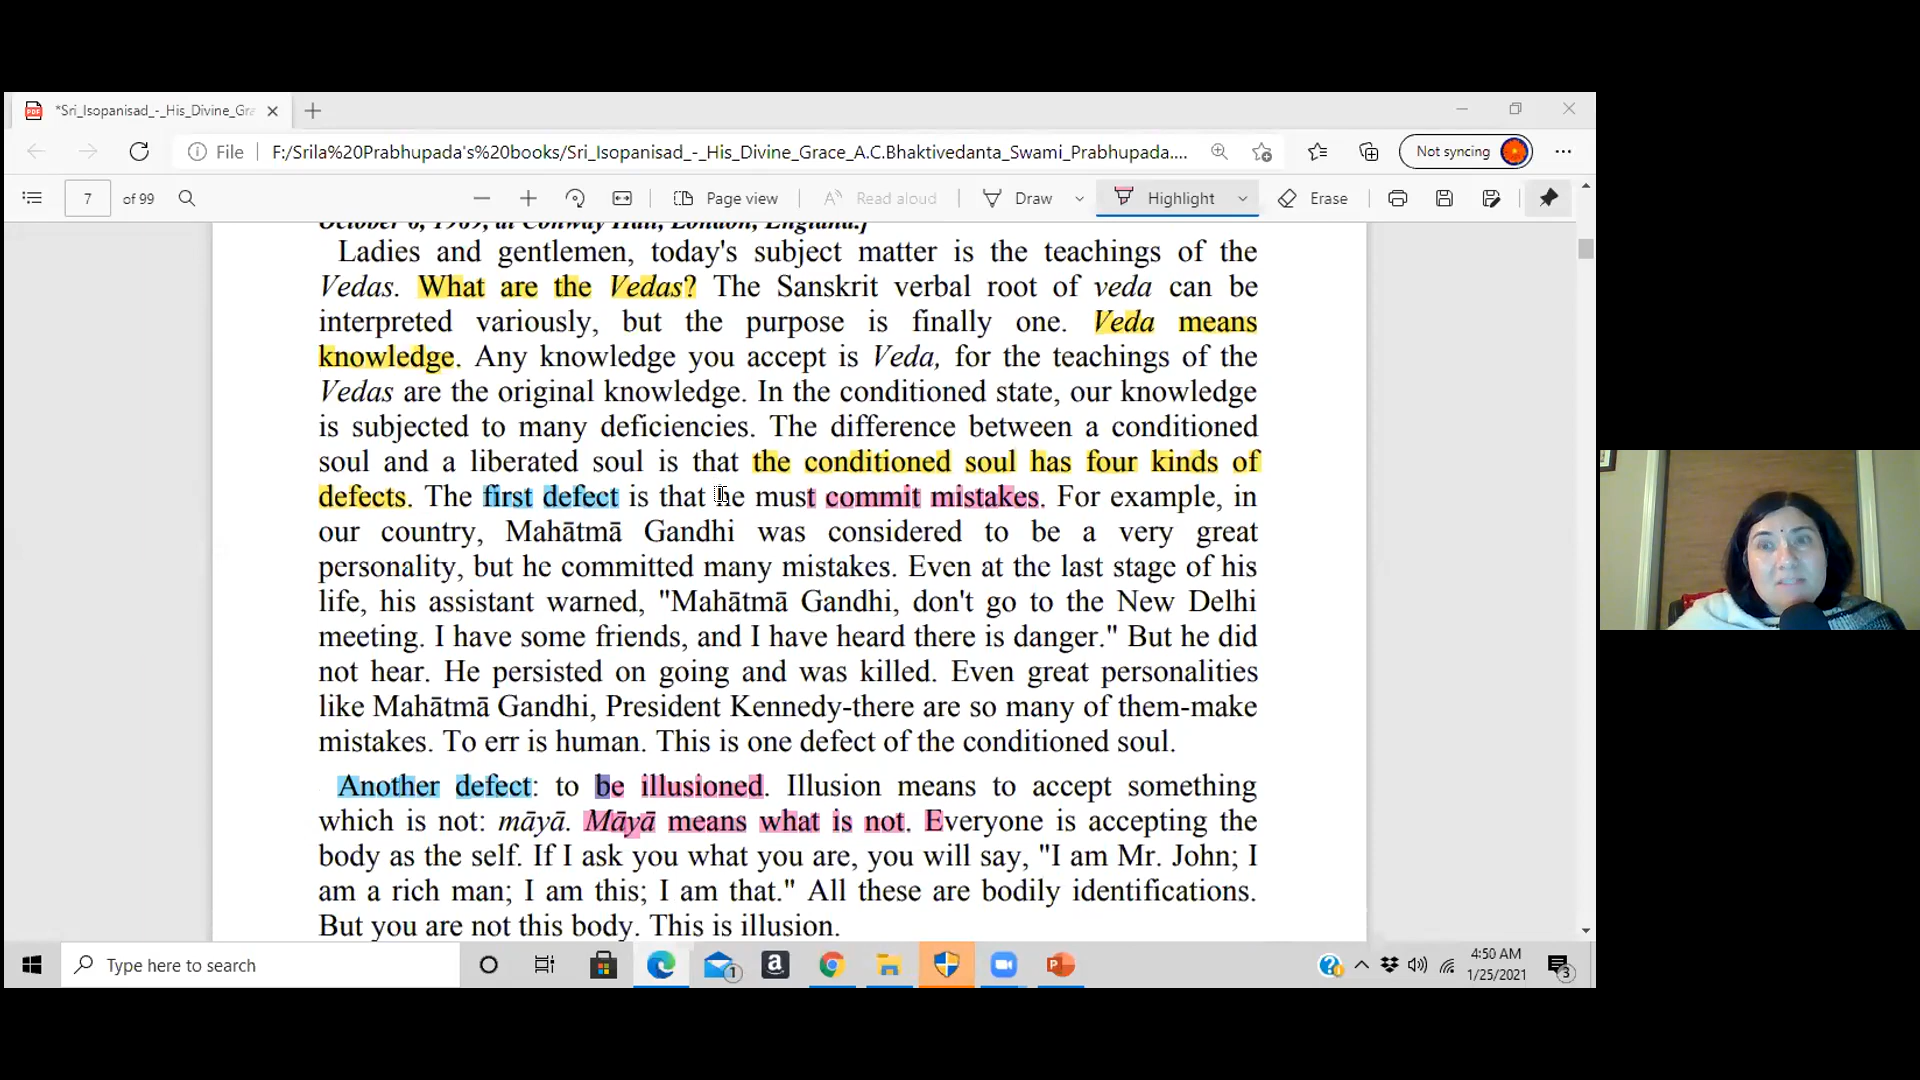 *Sri_Isopanisad_-_His_Divine_Gra
File F:/Srila%20Prabhupada's%20books/Sri_Isopanisad_-_His_Divine_Grace_A.C.Bhaktivedanta_Swami_Prabhupada.... Not syncing
7 of 99 Page view Read aloud Draw Highlight Erase
October 6, 1969, at Conway Hall, London, England.]
Ladies and gentlemen, today's subject matter is the teachings of the
Vedas. What are the Vedas? The Sanskrit verbal root of veda can be
interpreted variously, but the purpose is finally one. Veda means
knowledge. Any knowledge you accept is Veda, for the teachings of the
Vedas are the original knowledge. In the conditioned state, our knowledge
is subjected to many deficiencies. The difference between a conditioned
soul and a liberated soul is that the conditioned soul has four kinds of
defects. The first defect is that he must commit mistakes. For example, in
our country, Mahātmā Gandhi was considered to be a very great
personality, but he committed many mistakes. Even at the last stage of his
life, his assistant warned, "Mahātmā Gandhi, don't go to the New Delhi
meeting. I have some friends, and I have heard there is danger." But he did
not hear. He persisted on going and was killed. Even great personalities
like Mahātmā Gandhi, President Kennedy-there are so many of them-make
mistakes. To err is human. This is one defect of the conditioned soul.
Another defect: to be illusioned. Illusion means to accept something
which is not: māyā. Māyā means what is not. Everyone is accepting the
body as the self. If I ask you what you are, you will say, "I am Mr. John; I
am a rich man; I am this; I am that." All these are bodily identifications.
But you are not this body. This is illusion.
Type here to search
4:50 AM
1/25/2021